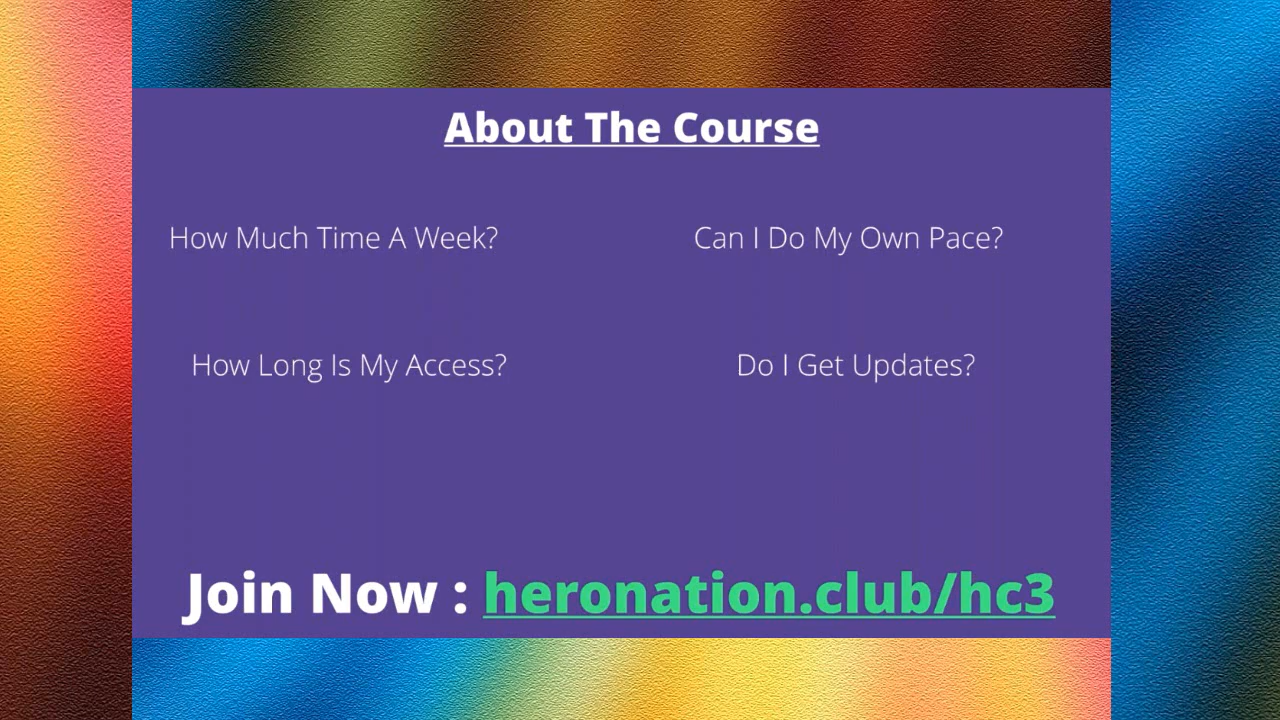 About The Course
How Much Time A Week?
Can I Do My Own Pace?
How Long Is My Access?
Do I Get Updates?
Join Now : heronation.club/hc3